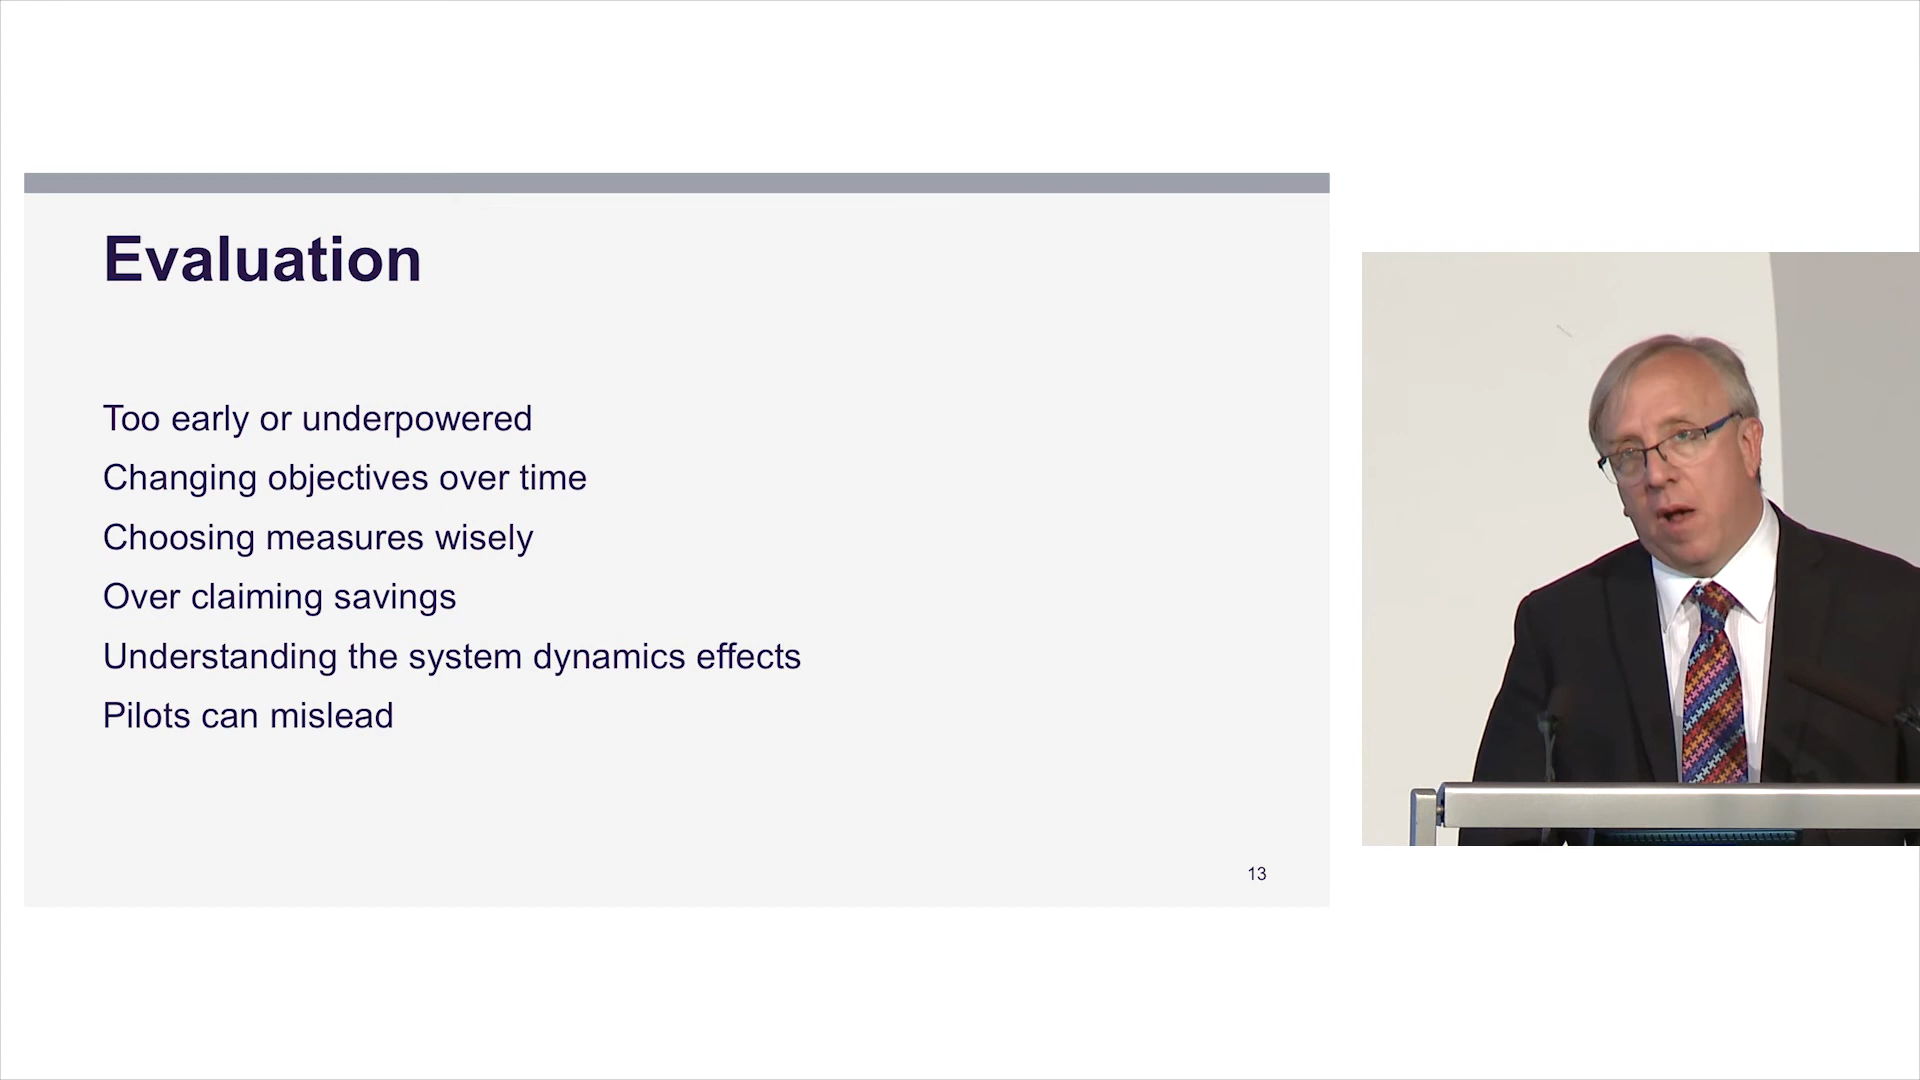 Evaluation
Too early or underpowered
Changing objectives over time
Choosing measures wisely
Over claiming savings
Understanding the system dynamics effects
Pilots can mislead
13